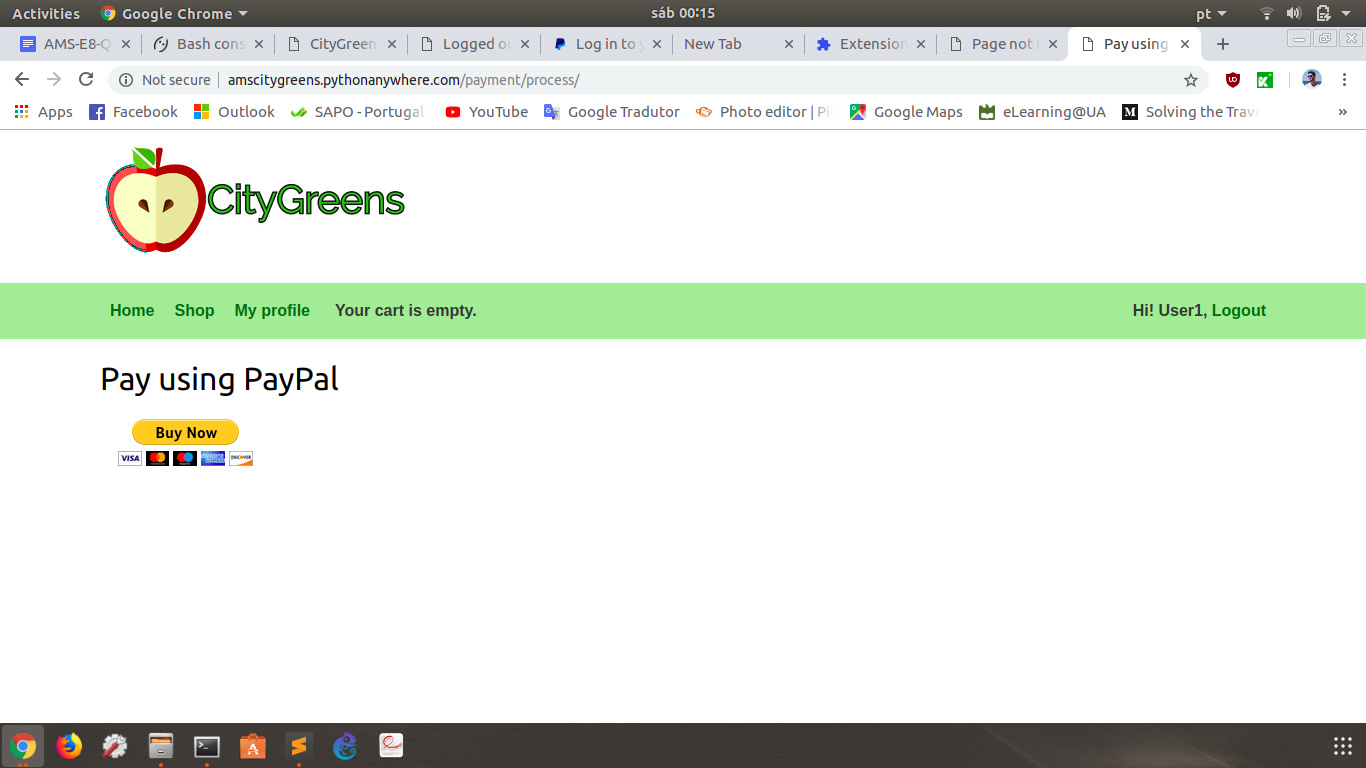 Activities Google Chrome sáb 00:15 pt
AMS-E8-Q Bash cons CityGreen Logged ou Log in to y New Tab Extension Page not f Pay using
Not secure amscitygreens.pythonanywhere.com/payment/process/
Apps Facebook Outlook SAPO - Portugal YouTube Google Tradutor Photo editor | Pi Google Maps eLearning@UA Solving the Trav »
CityGreens
Home Shop My profile Your cart is empty. Hi! User1, Logout
Pay using PayPal
Buy Now
VISA DISCOVER